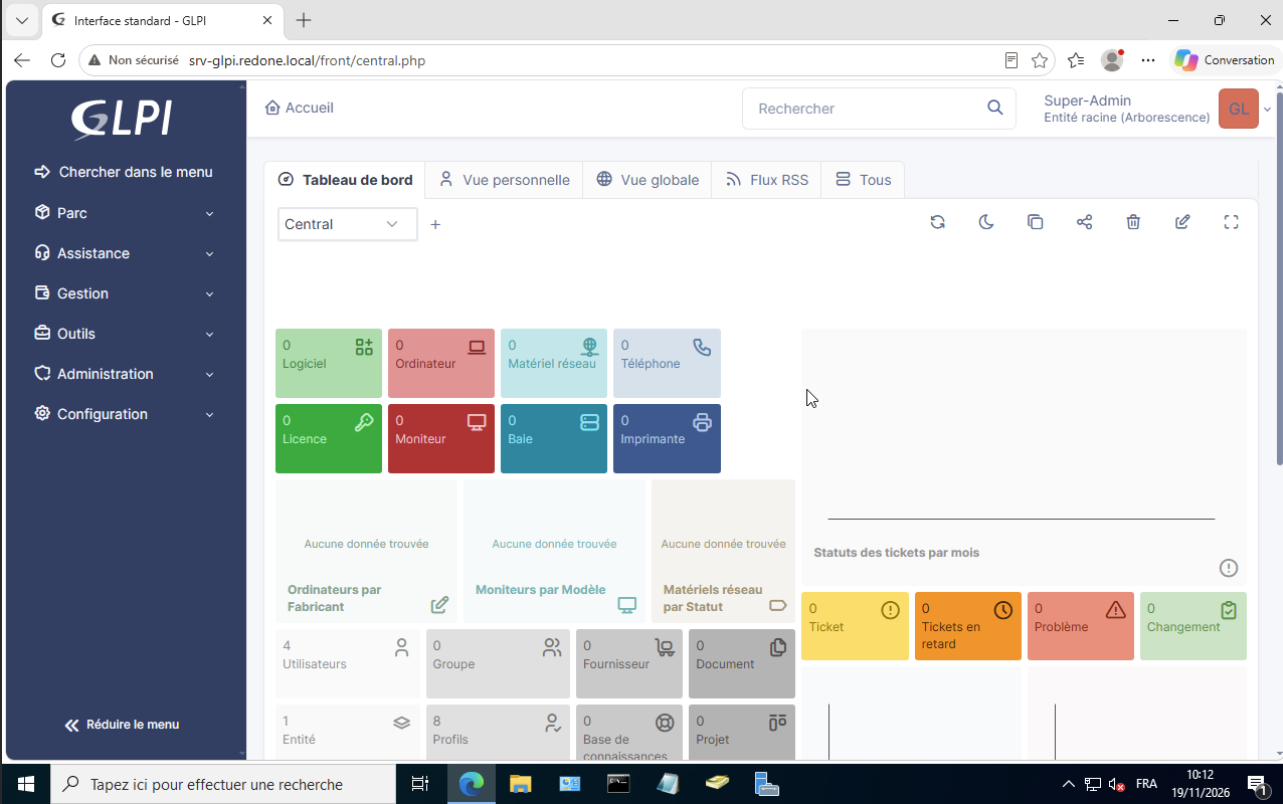 Interface standard - GLPI
Non sécurisé srv-glpi.redone.local/front/central.php
Conversation
GLPI
Chercher dans le menu
Parc
Assistance
Gestion
Outils
Administration
Configuration
Réduire le menu
Accueil
Rechercher
Super-Admin
Entité racine (Arborescence)
GL
Tableau de bord
Vue personnelle
Vue globale
Flux RSS
Tous
Central
0
Logiciel
0
Ordinateur
0
Matériel réseau
0
Téléphone
0
Licence
0
Moniteur
0
Baie
0
Imprimante
Aucune donnée trouvée
Ordinateurs par
Fabricant
Aucune donnée trouvée
Moniteurs par Modèle
Aucune donnée trouvée
Matériels réseau
par Statut
Statuts des tickets par mois
0
Ticket
0
Tickets en
retard
0
Problème
0
Changement
4
Utilisateurs
0
Groupe
0
Fournisseur
0
Document
1
Entité
8
Profils
0
Base de
connaissances
0
Projet
Tapez ici pour effectuer une recherche
FRA
10:12
19/11/2026
1